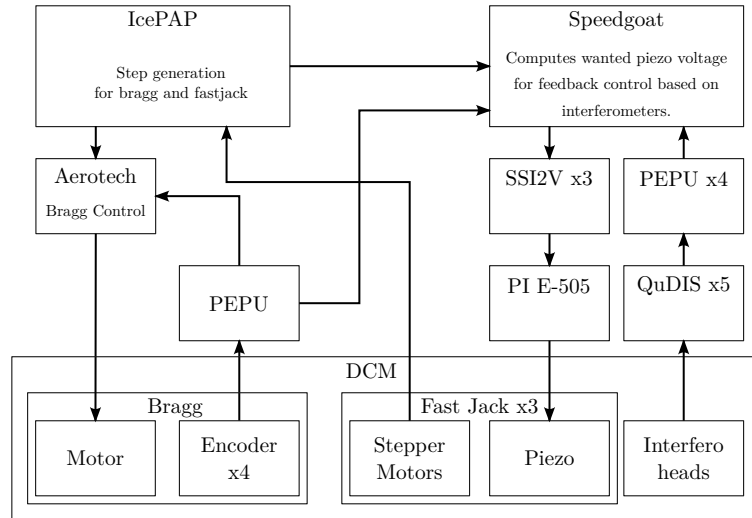 IcePAP
Step generation
for bragg and fastjack
Speedgoat
Computes wanted piezo voltage
for feedback control based on
interferometers.
Aerotech
Bragg Control
SSI2V x3
PEPU x4
PEPU
PI E-505
QuDIS x5
DCM
Bragg
Fast Jack x3
Motor
Encoder
x4
Stepper
Motors
Piezo
Interfero
heads